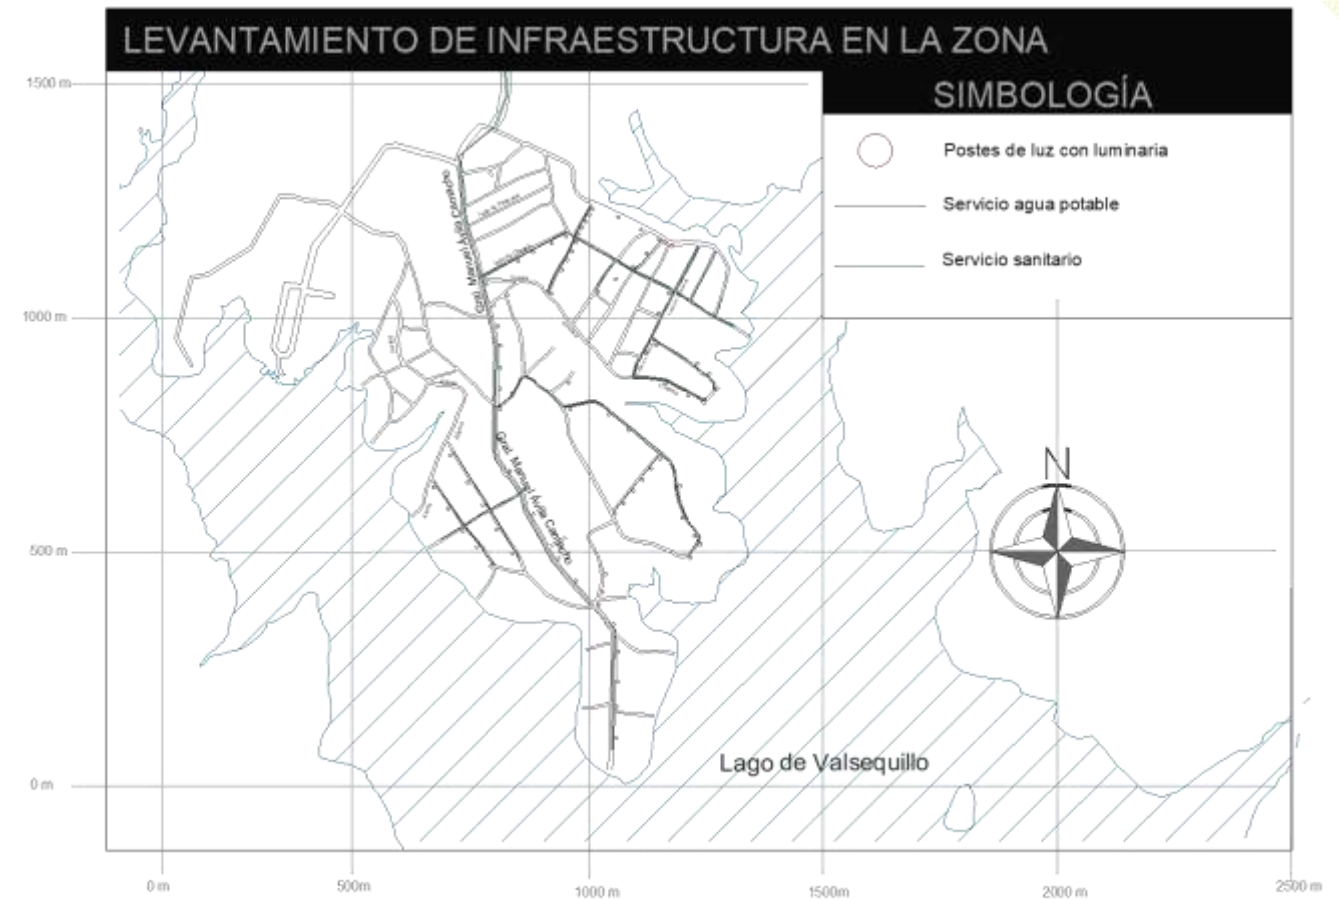 LEVANTAMIENTO DE INFRAESTRUCTURA EN LA ZONA
SIMBOLOGÍA
Postes de luz con luminaria
Servicio agua potable
Servicio sanitario
1500 m
1000 m
500 m
0 m
Gral. Manuel Ávila Camacho
Gral. Manuel Ávila Camacho
N
Lago de Valsequillo
0 m
500m
1000 m
1500m
2000 m
2500 m